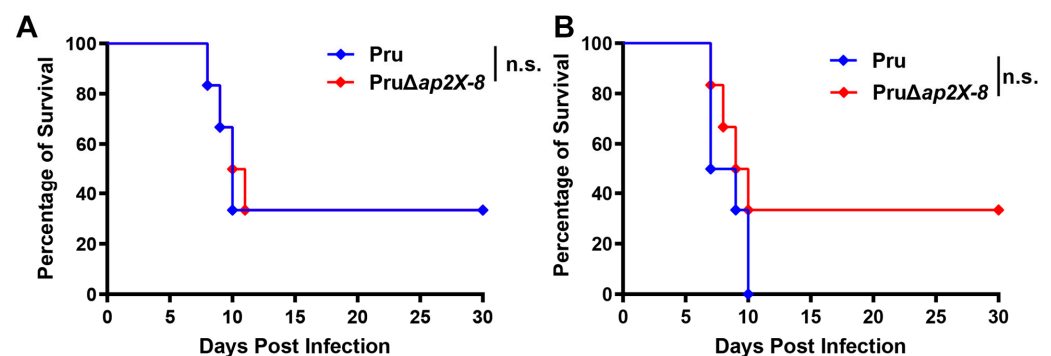 A
Percentage of Survival
100
80
60
40
20
0
0 5 10 15 20 25 30
Days Post Infection
Pru
PruΔap2X-8
n.s.
B
Percentage of Survival
100
80
60
40
20
0
0 5 10 15 20 25 30
Days Post Infection
Pru
PruΔap2X-8
n.s.